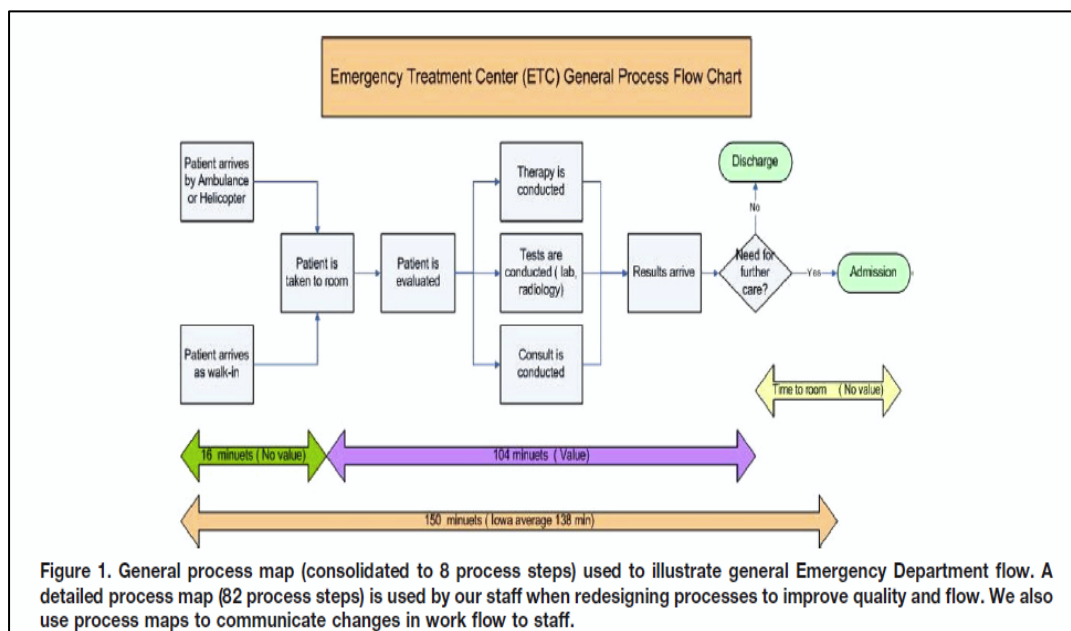 Emergency Treatment Center (ETC) General Process Flow Chart
Patient arrives
by Ambulance
or Helicopter
Patient arrives
as walk-in
Patient is
taken to room
Patient is
evaluated
Therapy is
conducted
Tests are
conducted ( lab,
radiology)
Consult is
conducted
Results arrive
Need for
further
care?
No
Discharge
Yes
Admission
Time to room ( No value)
16 minuets ( No value)
104 minuets ( Value)
150 minuets ( Iowa average 138 min)
Figure 1. General process map (consolidated to 8 process steps) used to illustrate general Emergency Department flow. A
detailed process map (82 process steps) is used by our staff when redesigning processes to improve quality and flow. We also
use process maps to communicate changes in work flow to staff.